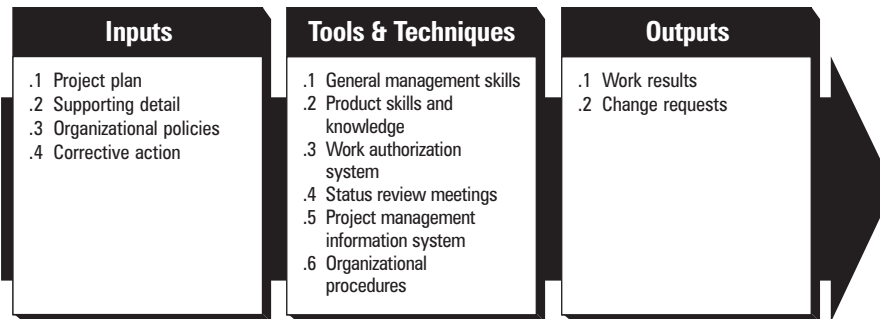 Inputs
.1 Project plan
.2 Supporting detail
.3 Organizational policies
.4 Corrective action
Tools & Techniques
.1 General management skills
.2 Product skills and
knowledge
.3 Work authorization
system
.4 Status review meetings
.5 Project management
information system
.6 Organizational
procedures
Outputs
.1 Work results
.2 Change requests